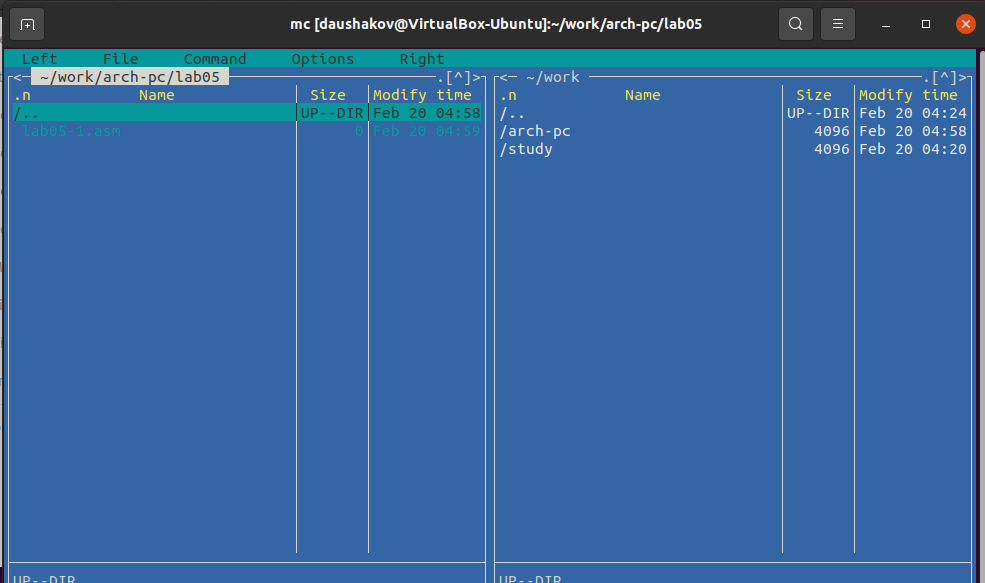 mc [daushakov@VirtualBox-Ubuntu]:~/work/arch-pc/lab05
Left File Command Options Right
<─ ~/work/arch-pc/lab05 ─.[^]>
.n Name Size Modify time
/.. UP--DIR Feb 20 04:58
lab05-1.asm 0 Feb 20 04:59
UP--DIR
<─ ~/work ─.[^]>
.n Name Size Modify time
/.. UP--DIR Feb 20 04:24
/arch-pc 4096 Feb 20 04:58
/study 4096 Feb 20 04:20
UP--DIR